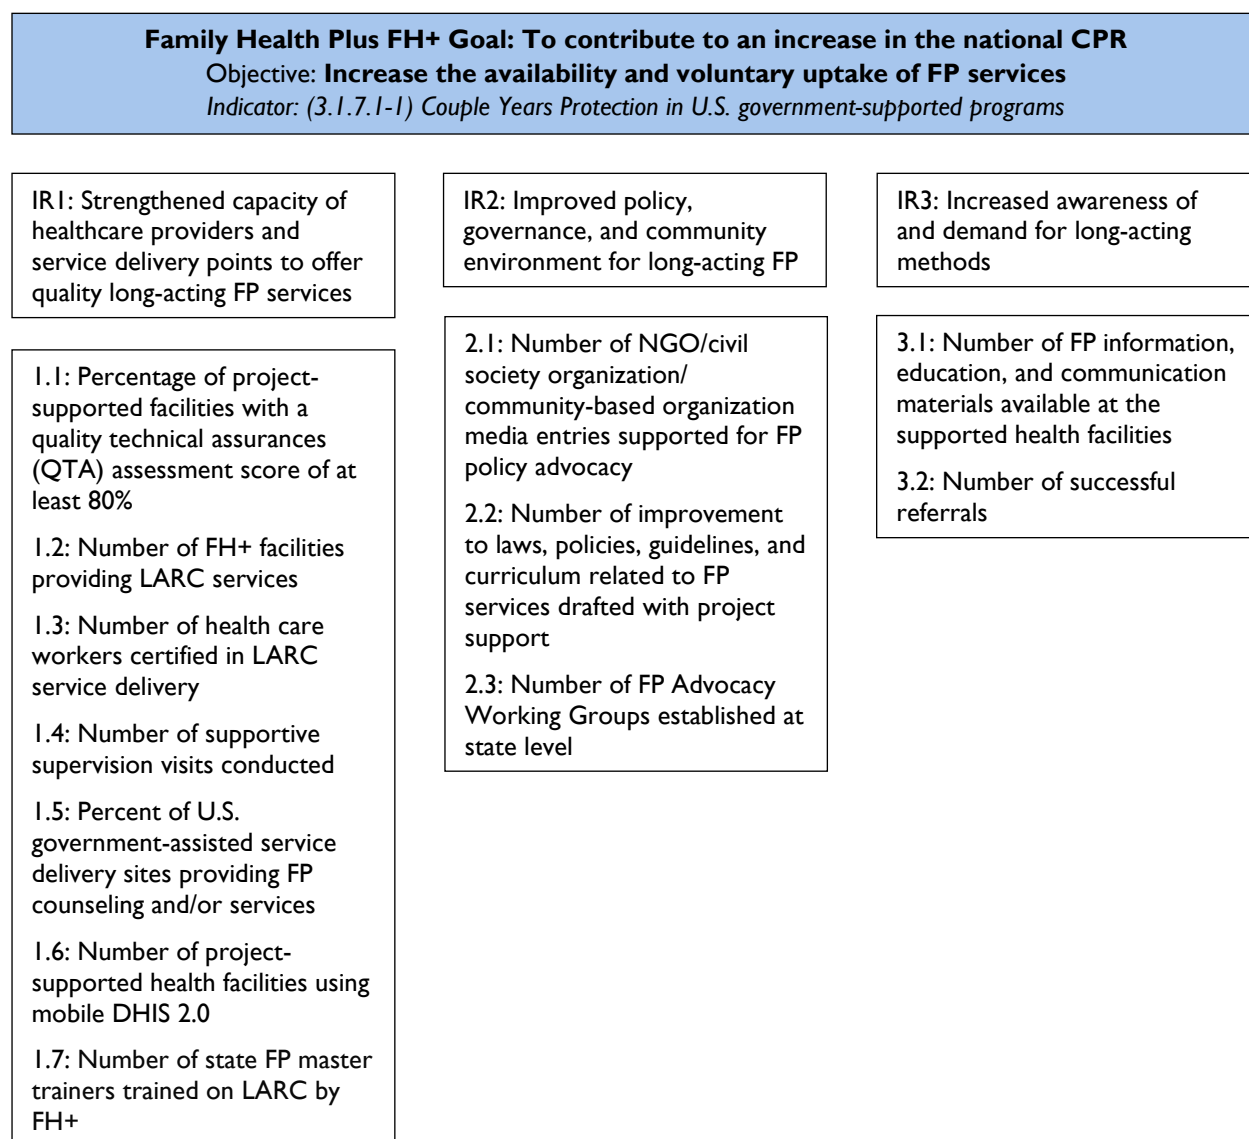 Family Health Plus FH+ Goal: To contribute to an increase in the national CPR
Objective: Increase the availability and voluntary uptake of FP services
Indicator: (3.1.7.1-1) Couple Years Protection in U.S. government-supported programs
IR1: Strengthened capacity of
healthcare providers and
service delivery points to offer
quality long-acting FP services
1.1: Percentage of project-
supported facilities with a
quality technical assurances
(QTA) assessment score of at
least 80%
1.2: Number of FH+ facilities
providing LARC services
1.3: Number of health care
workers certified in LARC
service delivery
1.4: Number of supportive
supervision visits conducted
1.5: Percent of U.S.
government-assisted service
delivery sites providing FP
counseling and/or services
1.6: Number of project-
supported health facilities using
mobile DHIS 2.0
1.7: Number of state FP master
trainers trained on LARC by
FH+
IR2: Improved policy,
governance, and community
environment for long-acting FP
2.1: Number of NGO/civil
society organization/
community-based organization
media entries supported for FP
policy advocacy
2.2: Number of improvement
to laws, policies, guidelines, and
curriculum related to FP
services drafted with project
support
2.3: Number of FP Advocacy
Working Groups established at
state level
IR3: Increased awareness of
and demand for long-acting
methods
3.1: Number of FP information,
education, and communication
materials available at the
supported health facilities
3.2: Number of successful
referrals